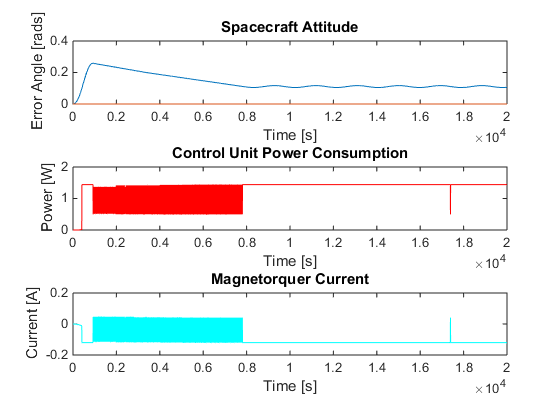 Spacecraft Attitude
Error Angle [rads]
0.4
0.2
0
0 0.2 0.4 0.6 0.8 1 1.2 1.4 1.6 1.8 2
Time [s]
×10⁴
Control Unit Power Consumption
Power [W]
2
1
0
0 0.2 0.4 0.6 0.8 1 1.2 1.4 1.6 1.8 2
Time [s]
×10⁴
Magnetorquer Current
Current [A]
0.2
0
-0.2
0 0.2 0.4 0.6 0.8 1 1.2 1.4 1.6 1.8 2
Time [s]
×10⁴